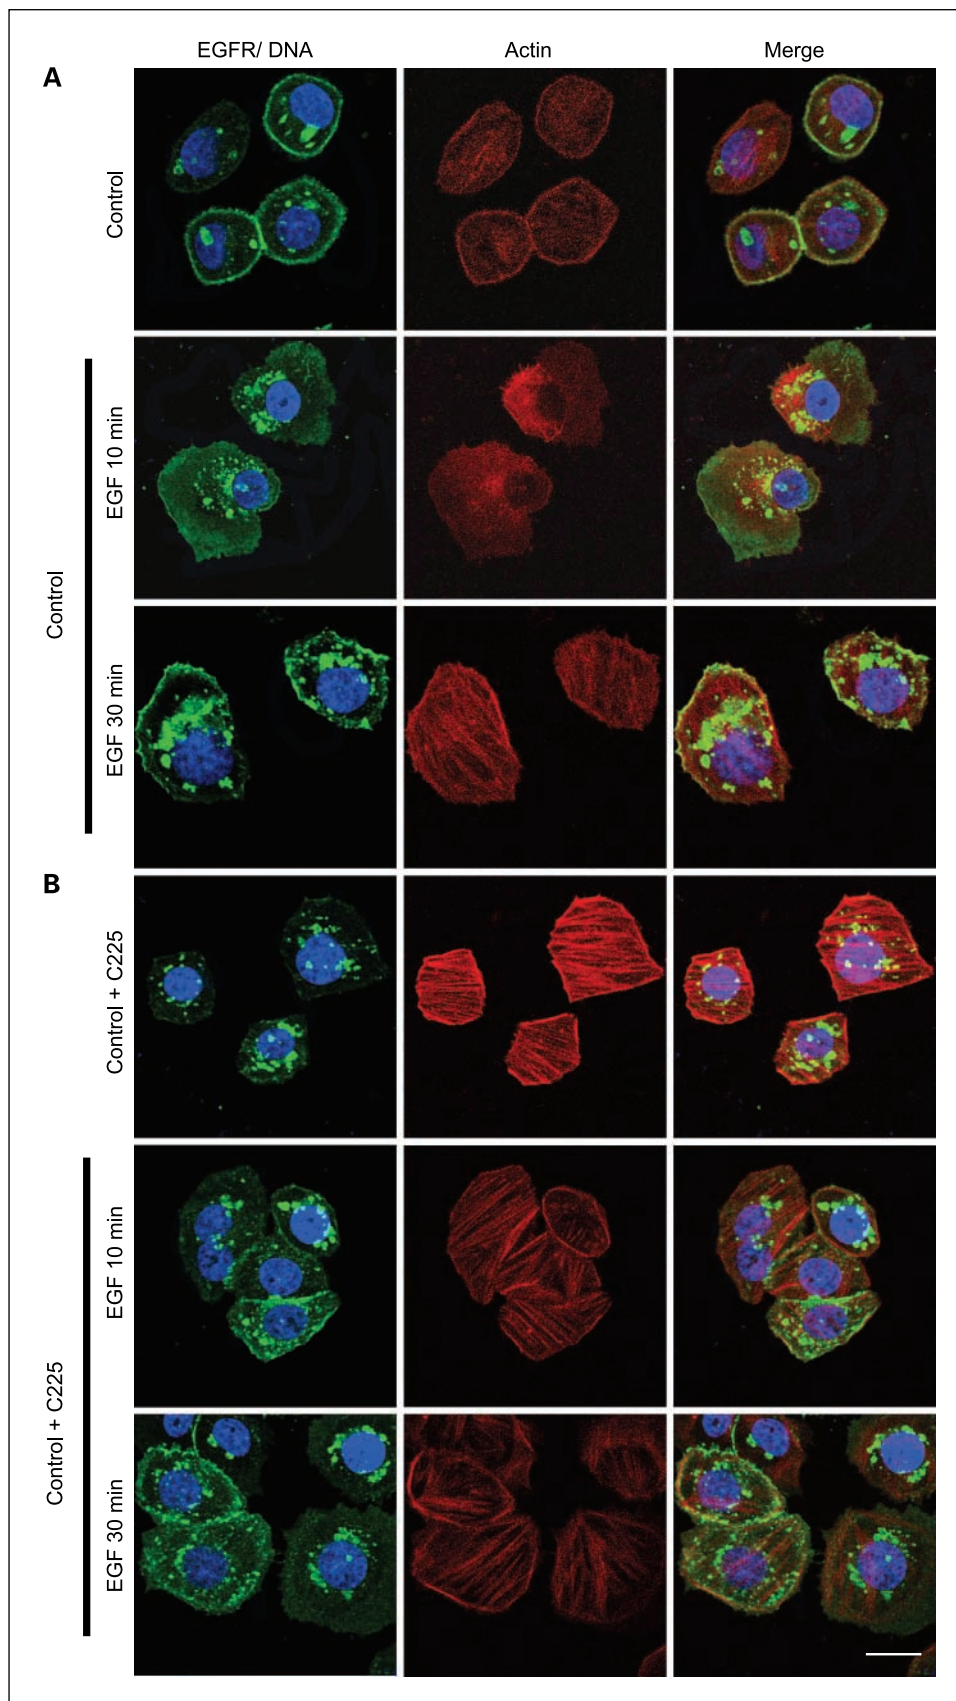 EGFR/ DNA Actin Merge
A
Control
Control
EGF 10 min
EGF 30 min
B
Control + C225
Control + C225
EGF 10 min
EGF 30 min